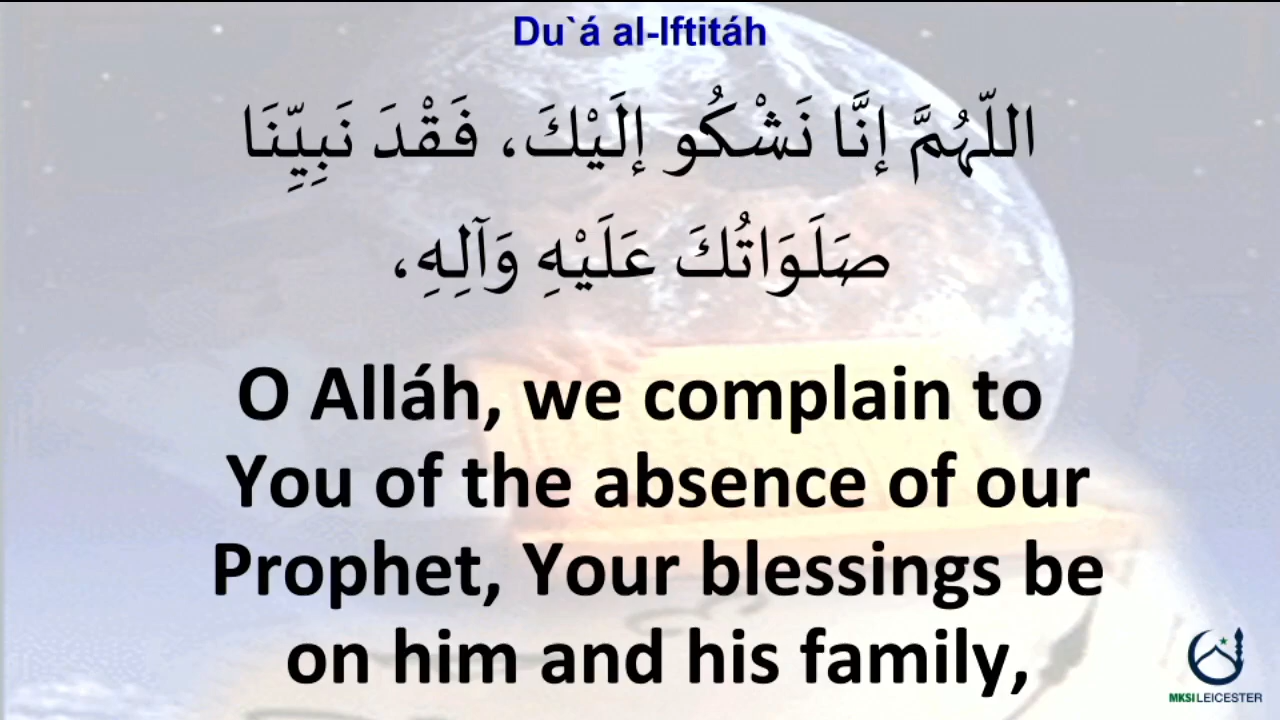 Du`á al-Iftitáh
اللّهُمَّ إنَّا نَشْكُو إلَيْكَ، فَقْدَ نَبِيِّنَا
صَلَوَاتُكَ عَلَيْهِ وَآلِهِ،
O Alláh, we complain to
You of the absence of our
Prophet, Your blessings be
on him and his family,
MKSI LEICESTER